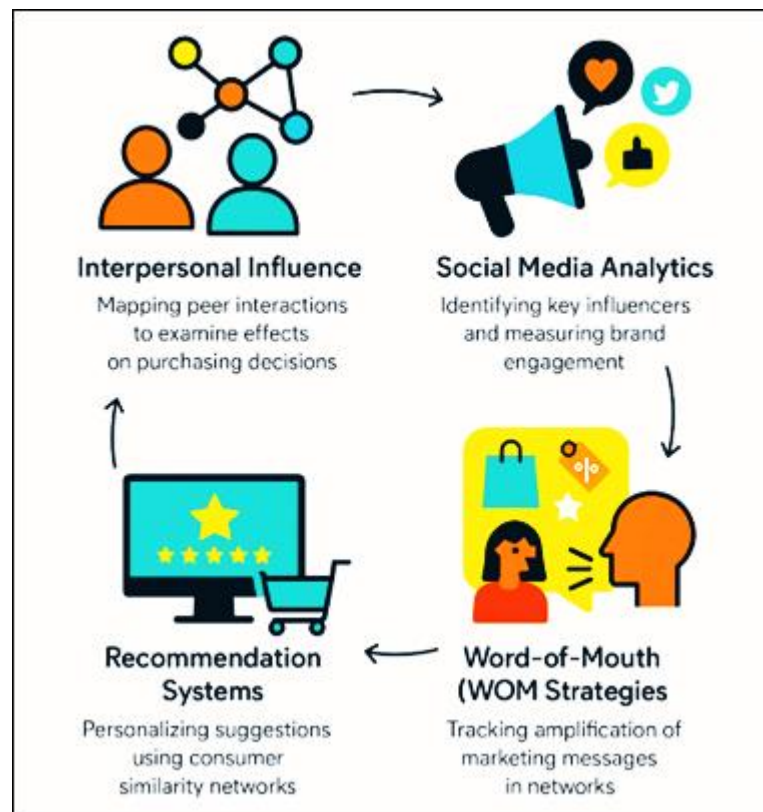 Interpersonal Influence
Mapping peer interactions
to examine effects
on purchasing decisions
Social Media Analytics
Identifying key influencers
and measuring brand
engagement
%
Word-of-Mouth
(WOM Strategies
Tracking amplification of
marketing messages
in networks
Recommendation
Systems
Personalizing suggestions
using consumer
similarity networks